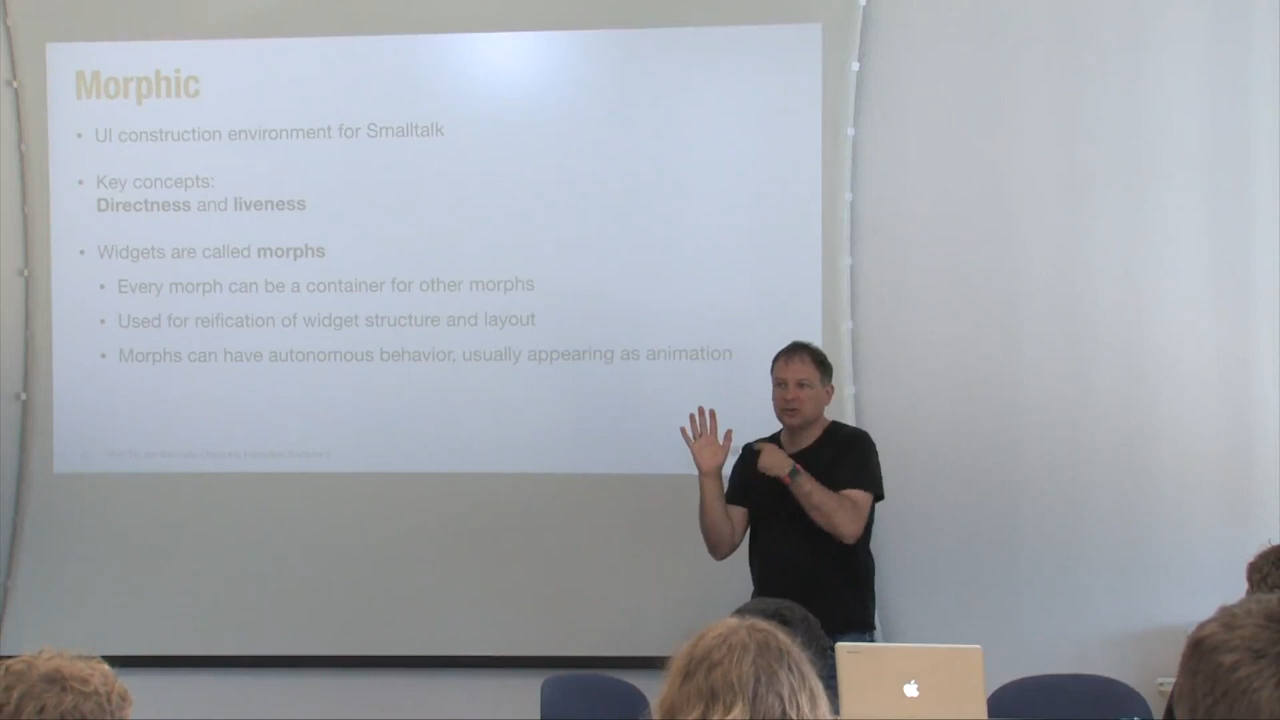 Morphic
• UI construction environment for Smalltalk
• Key concepts:
Directness and liveness
• Widgets are called morphs
• Every morph can be a container for other morphs
• Used for reification of widget structure and layout
• Morphs can have autonomous behavior, usually appearing as animation